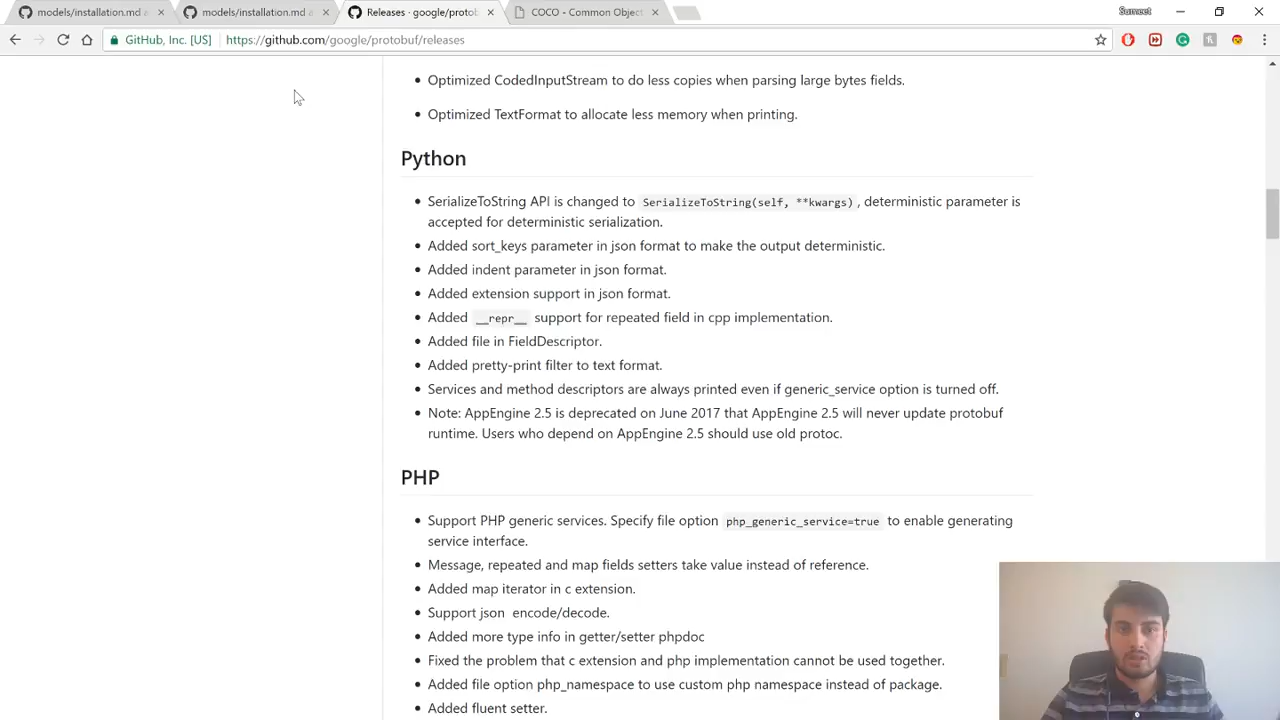 models/installation.md a
models/installation.md a
Releases · google/protob
COCO - Common Object
Sumeet
GitHub, Inc. [US]
https://github.com/google/protobuf/releases
• Optimized CodedInputStream to do less copies when parsing large bytes fields.
• Optimized TextFormat to allocate less memory when printing.
Python
• SerializeToString API is changed to SerializeToString(self, **kwargs), deterministic parameter is
accepted for deterministic serialization.
• Added sort_keys parameter in json format to make the output deterministic.
• Added indent parameter in json format.
• Added extension support in json format.
• Added __repr__ support for repeated field in cpp implementation.
• Added file in FieldDescriptor.
• Added pretty-print filter to text format.
• Services and method descriptors are always printed even if generic_service option is turned off.
• Note: AppEngine 2.5 is deprecated on June 2017 that AppEngine 2.5 will never update protobuf
runtime. Users who depend on AppEngine 2.5 should use old protoc.
PHP
• Support PHP generic services. Specify file option php_generic_service=true to enable generating
service interface.
• Message, repeated and map fields setters take value instead of reference.
• Added map iterator in c extension.
• Support json encode/decode.
• Added more type info in getter/setter phpdoc
• Fixed the problem that c extension and php implementation cannot be used together.
• Added file option php_namespace to use custom php namespace instead of package.
• Added fluent setter.